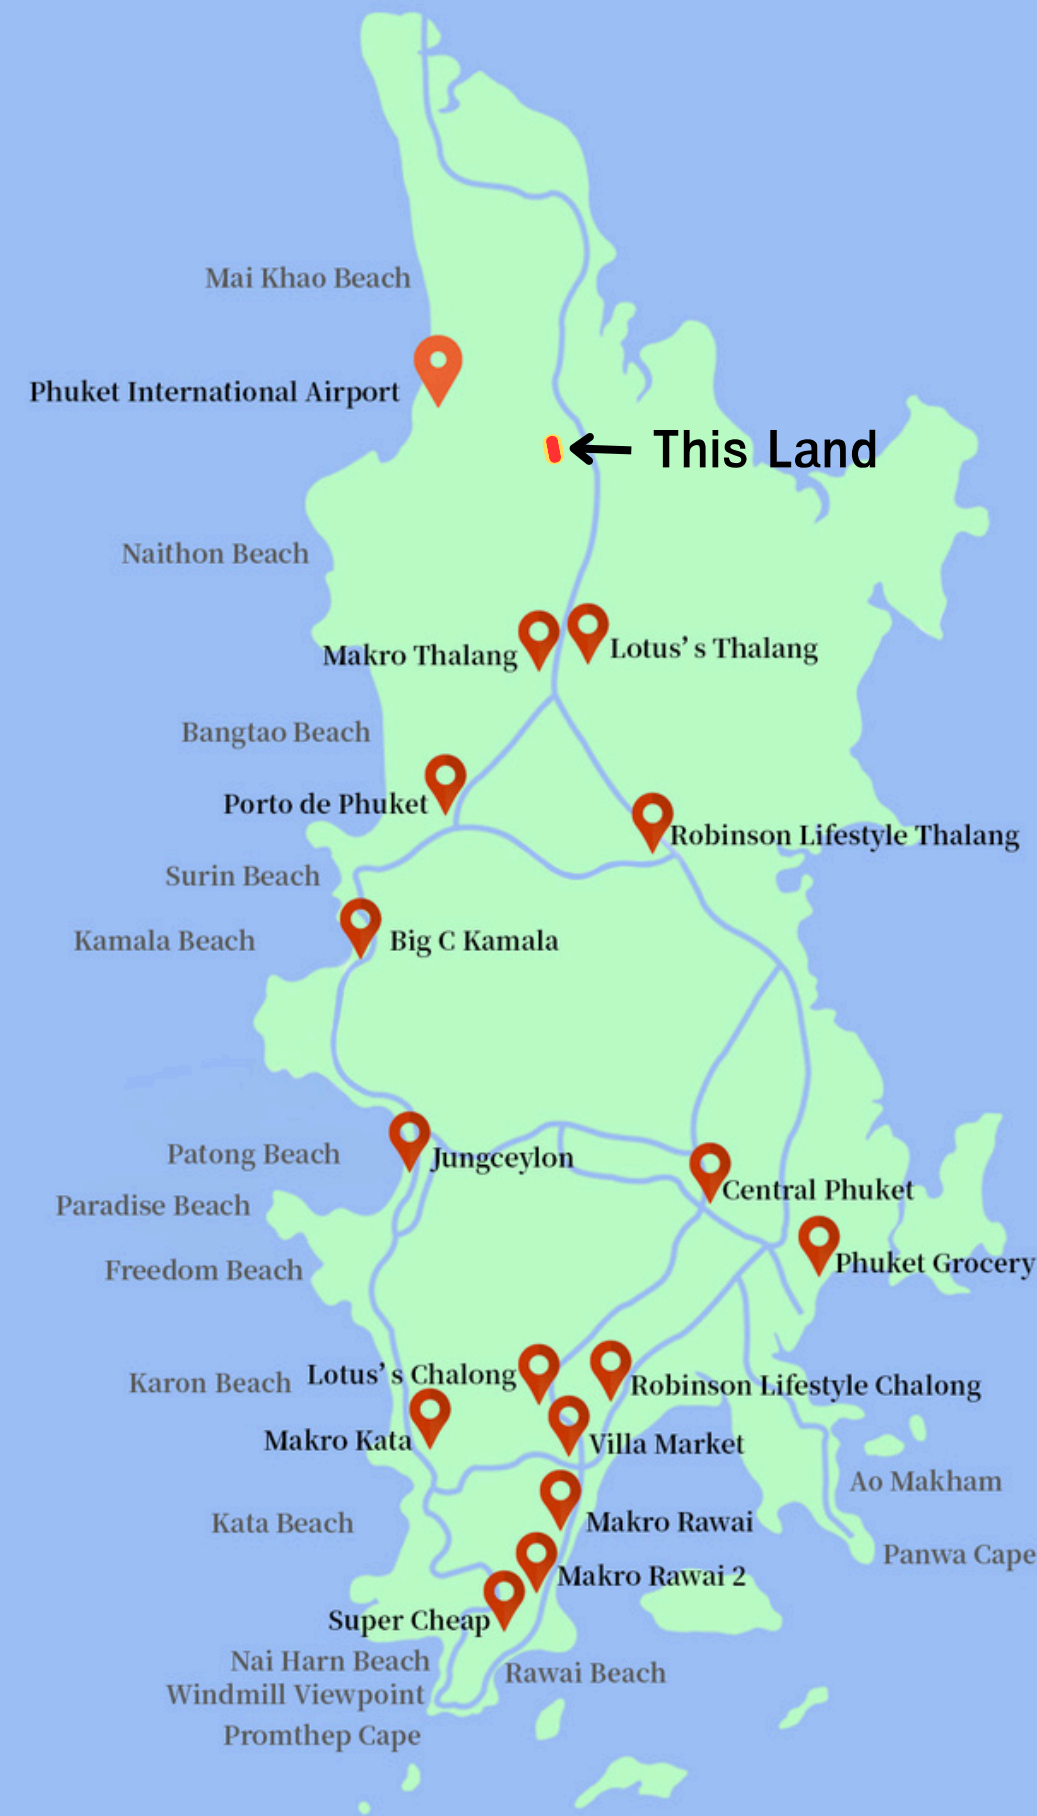 Mai Khao Beach
Phuket International Airport
This Land
Naithon Beach
Makro Thalang
Lotus’s Thalang
Bangtao Beach
Porto de Phuket
Robinson Lifestyle Thalang
Surin Beach
Kamala Beach
Big C Kamala
Patong Beach
Jungceylon
Central Phuket
Paradise Beach
Phuket Grocery
Freedom Beach
Lotus’s Chalong
Karon Beach
Robinson Lifestyle Chalong
Makro Kata
Villa Market
Ao Makham
Kata Beach
Makro Rawai
Panwa Cape
Makro Rawai 2
Super Cheap
Nai Harn Beach
Rawai Beach
Windmill Viewpoint
Promthep Cape